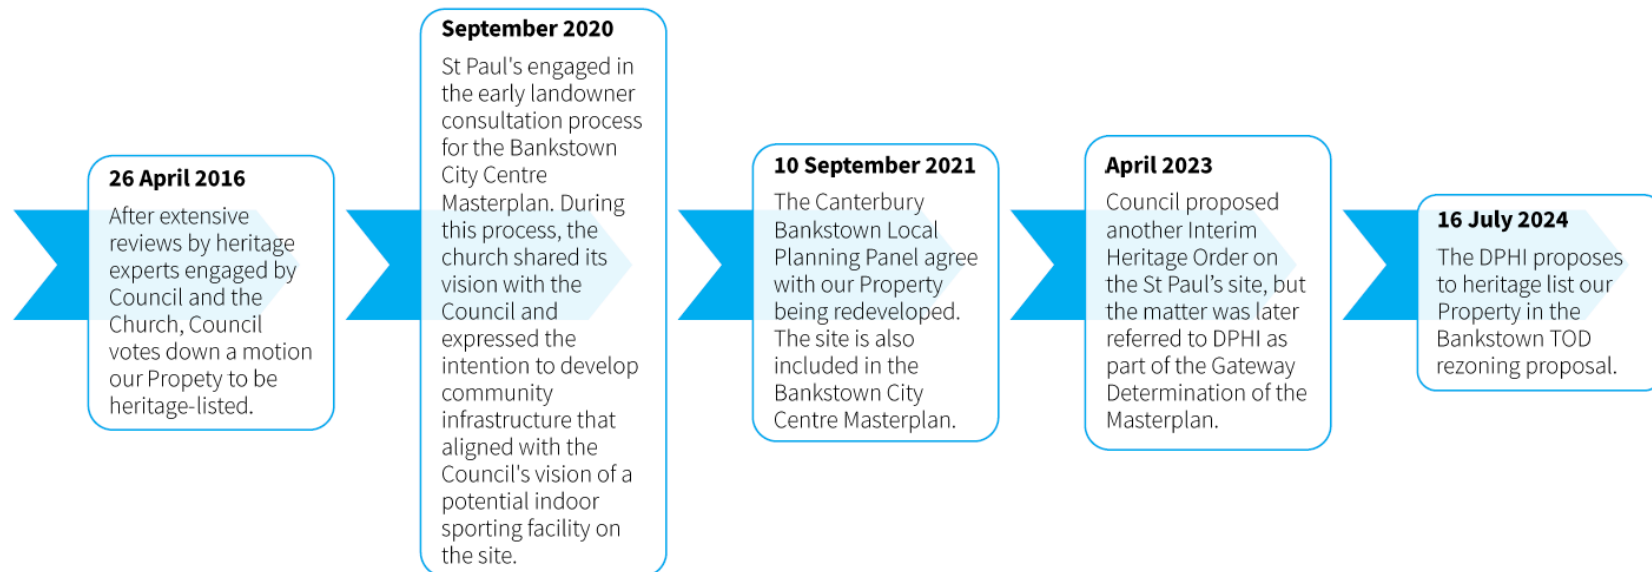 26 April 2016
After extensive
reviews by heritage
experts engaged by
Council and the
Church, Council
votes down a motion
our Propety to be
heritage-listed.
September 2020
St Paul's engaged in
the early landowner
consultation process
for the Bankstown
City Centre
Masterplan. During
this process, the
church shared its
vision with the
Council and
expressed the
intention to develop
community
infrastructure that
aligned with the
Council's vision of a
potential indoor
sporting facility on
the site.
10 September 2021
The Canterbury
Bankstown Local
Planning Panel agree
with our Property
being redeveloped.
The site is also
included in the
Bankstown City
Centre Masterplan.
April 2023
Council proposed
another Interim
Heritage Order on
the St Paul’s site, but
the matter was later
referred to DPHI as
part of the Gateway
Determination of the
Masterplan.
16 July 2024
The DPHI proposes
to heritage list our
Property in the
Bankstown TOD
rezoning proposal.